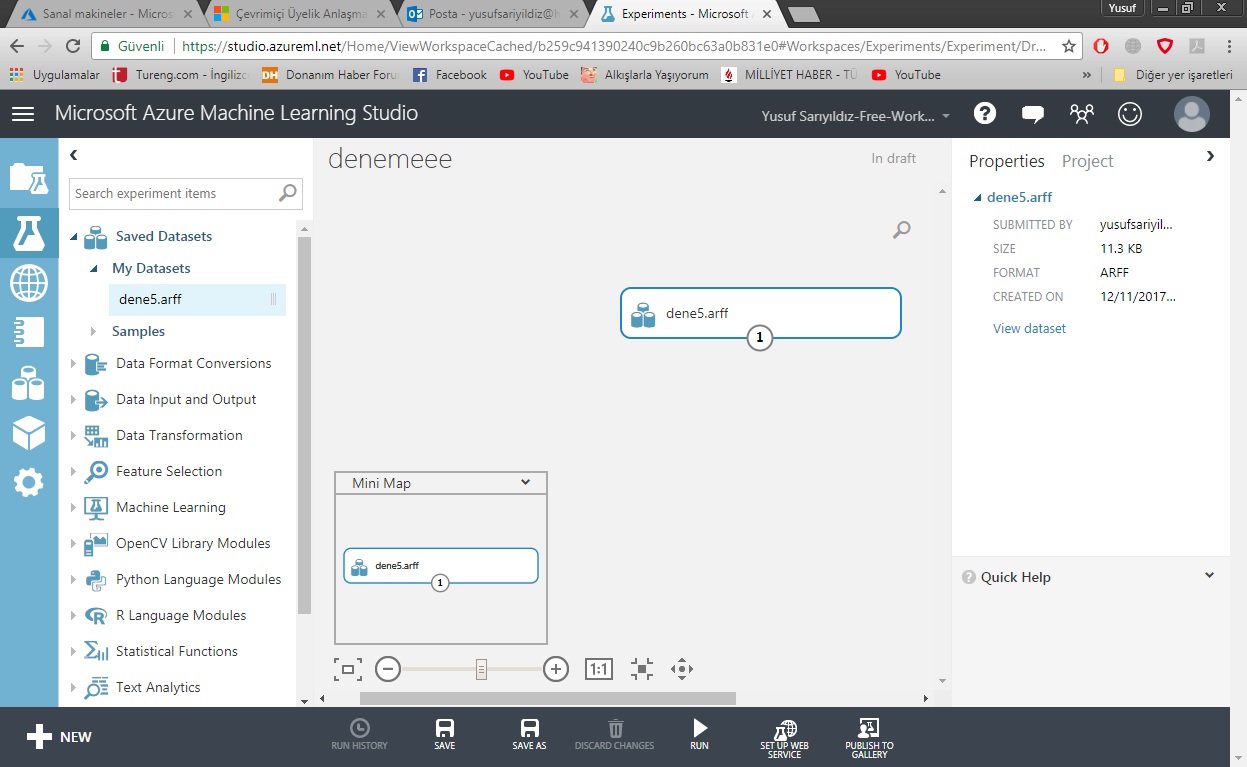 Sanal makineler - Micros
Çevrimiçi Üyelik Anlaşma
Posta - yusufsariyildiz@h
Experiments - Microsoft
Yusuf
Güvenli
https://studio.azureml.net/Home/ViewWorkspaceCached/b259c941390240c9b260bc63a0b831e0#Workspaces/Experiments/Experiment/Dr...
Uygulamalar
Tureng.com - İngilizc
DH
Donanım Haber Foru
Facebook
YouTube
Alkışlarla Yaşıyorum
MİLLİYET HABER - TÜ
YouTube
»
Diğer yer işaretleri
Microsoft Azure Machine Learning Studio
Yusuf Sarıyıldız-Free-Work...
denemeee
In draft
Properties
Project
Search experiment items
Saved Datasets
My Datasets
dene5.arff
Samples
Data Format Conversions
Data Input and Output
Data Transformation
Feature Selection
Machine Learning
OpenCV Library Modules
Python Language Modules
R Language Modules
Statistical Functions
Text Analytics
dene5.arff
1
Mini Map
dene5.arff
1
1:1
dene5.arff
SUBMITTED BY yusufsariyil...
SIZE 11.3 KB
FORMAT ARFF
CREATED ON 12/11/2017...
View dataset
Quick Help
NEW
RUN HISTORY
SAVE
SAVE AS
DISCARD CHANGES
RUN
SET UP WEB
SERVICE
PUBLISH TO
GALLERY